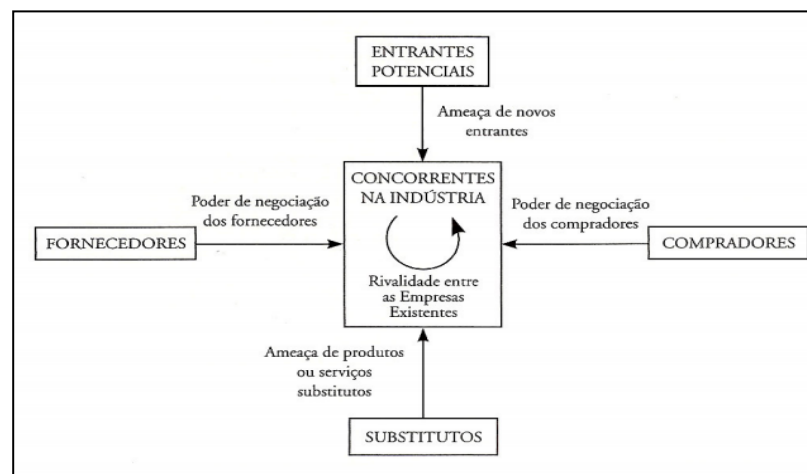 ENTRANTES
POTENCIAIS
Ameaça de novos
entrantes
CONCORRENTES
NA INDÚSTRIA
Poder de negociação
dos fornecedores
Poder de negociação
dos compradores
FORNECEDORES
COMPRADORES
Rivalidade entre
as Empresas
Existentes
Ameaça de produtos
ou serviços
substitutos
SUBSTITUTOS